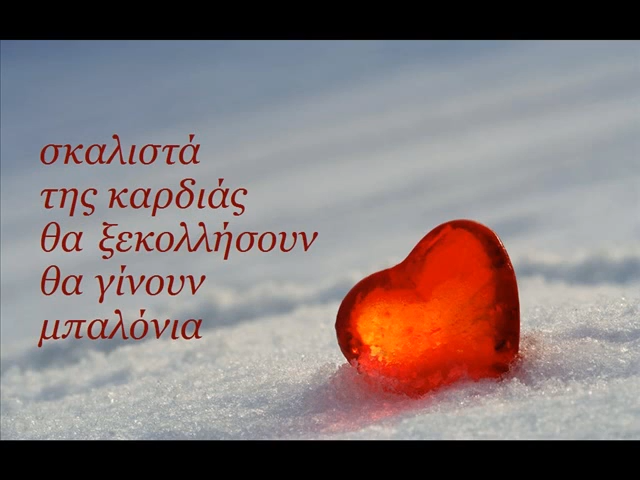 σκαλιστά
της καρδιάς
θα ξεκολλήσουν
θα γίνουν
μπαλόνια